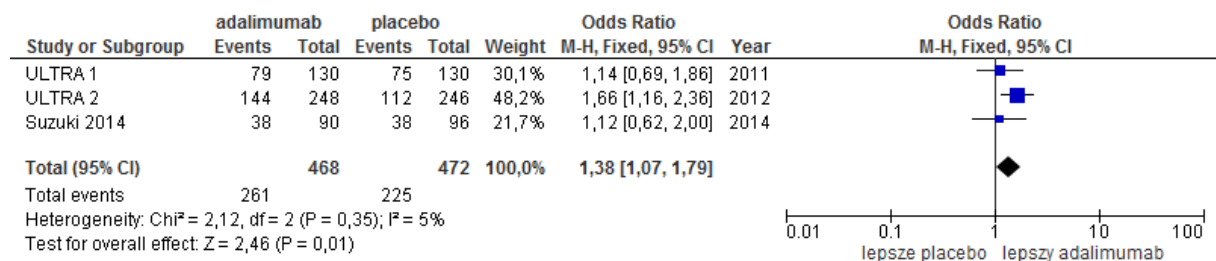 adalimumab placebo Odds Ratio Odds Ratio
Study or Subgroup Events Total Events Total Weight M-H, Fixed, 95% CI Year M-H, Fixed, 95% CI
ULTRA 1 79 130 75 130 30,1% 1,14 [0,69, 1,86] 2011
ULTRA 2 144 248 112 246 48,2% 1,66 [1,16, 2,36] 2012
Suzuki 2014 38 90 38 96 21,7% 1,12 [0,62, 2,00] 2014
Total (95% CI) 468 472 100,0% 1,38 [1,07, 1,79]
Total events 261 225
Heterogeneity: Chi² = 2,12, df = 2 (P = 0,35); I² = 5%
Test for overall effect: Z = 2,46 (P = 0,01)
0.01 0.1 1 10 100
lepsze placebo lepszy adalimumab